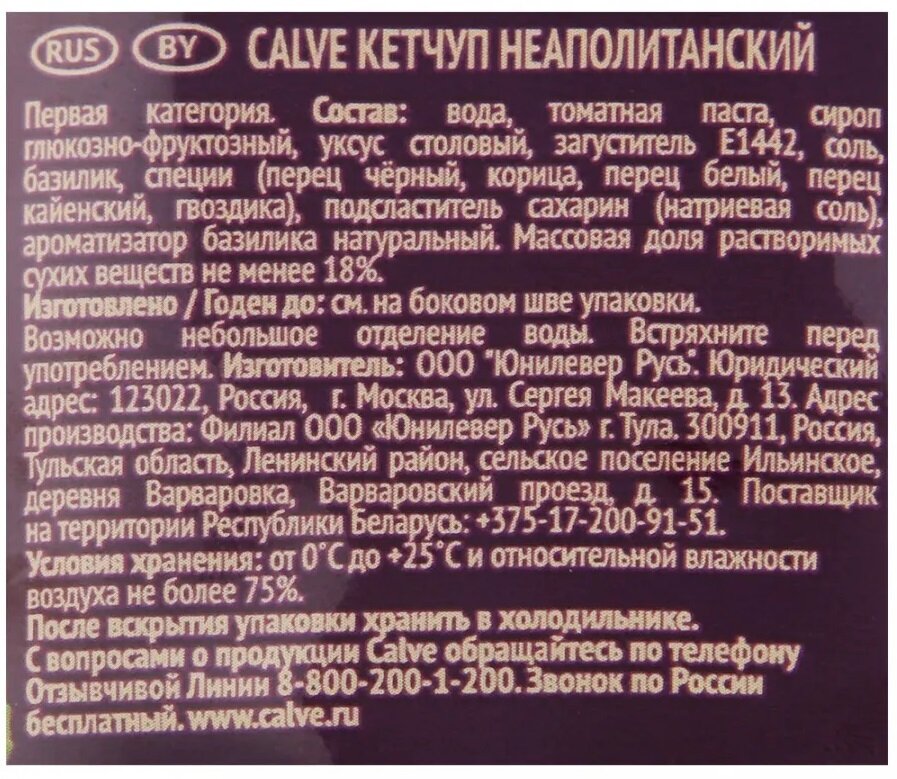 RUS BY CALVE КЕТЧУП НЕАПОЛИТАНСКИЙ
Первая категория. Состав: вода, томатная паста, сироп
глюкозно-фруктозный, уксус столовый, загуститель Е1442, соль,
базилик, специи (перец чёрный, корица, перец белый, перец
кайенский, гвоздика), подсластитель сахарин (натриевая соль),
ароматизатор базилика натуральный. Массовая доля растворимых
сухих веществ не менее 18%.
Изготовлено / Годен до: см. на боковом шве упаковки.
Возможно небольшое отделение воды. Встряхните перед
употреблением. Изготовитель: ООО "Юнилевер Русь". Юридический
адрес: 123022, Россия, г. Москва, ул. Сергея Макеева, д. 13. Адрес
производства: Филиал ООО «Юнилевер Русь» г. Тула. 300911, Россия,
Тульская область, Ленинский район, сельское поселение Ильинское,
деревня Варваровка, Варваровский проезд, д. 15. Поставщик
на территории Республики Беларусь: +375-17-200-91-51.
Условия хранения: от 0°С до +25°С и относительной влажности
воздуха не более 75%.
После вскрытия упаковки хранить в холодильнике.
С вопросами о продукции Calve обращайтесь по телефону
Отзывчивой Линии 8-800-200-1-200. Звонок по России
бесплатный. www.calve.ru